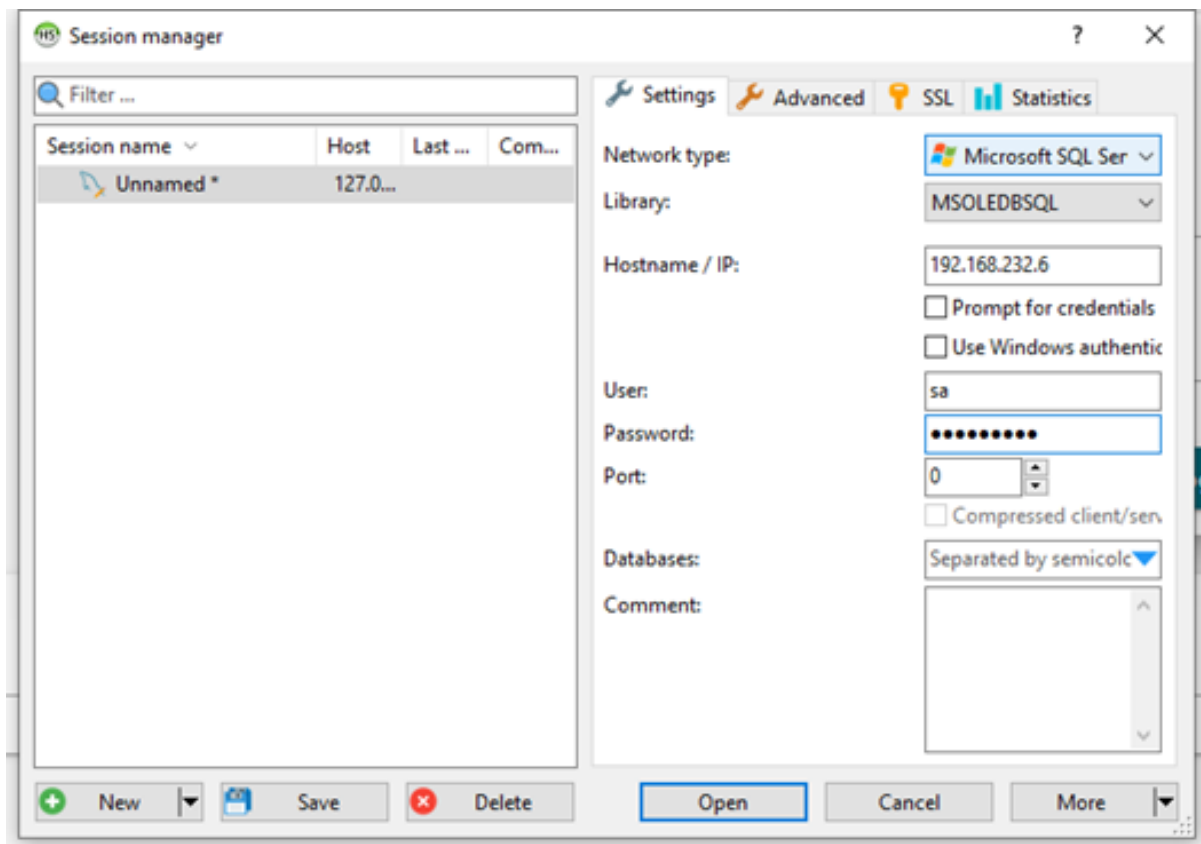 HS Session manager ? ×
Filter ...
Session name Host Last ... Com...
Unnamed * 127.0...
Settings Advanced SSL Statistics
Network type: Microsoft SQL Ser
Library: MSOLEDBSQL
Hostname / IP: 192.168.232.6
Prompt for credentials
Use Windows authentic
User: sa
Password: •••••••••
Port: 0
Compressed client/serv
Databases: Separated by semicolc
Comment:
New Save Delete Open Cancel More